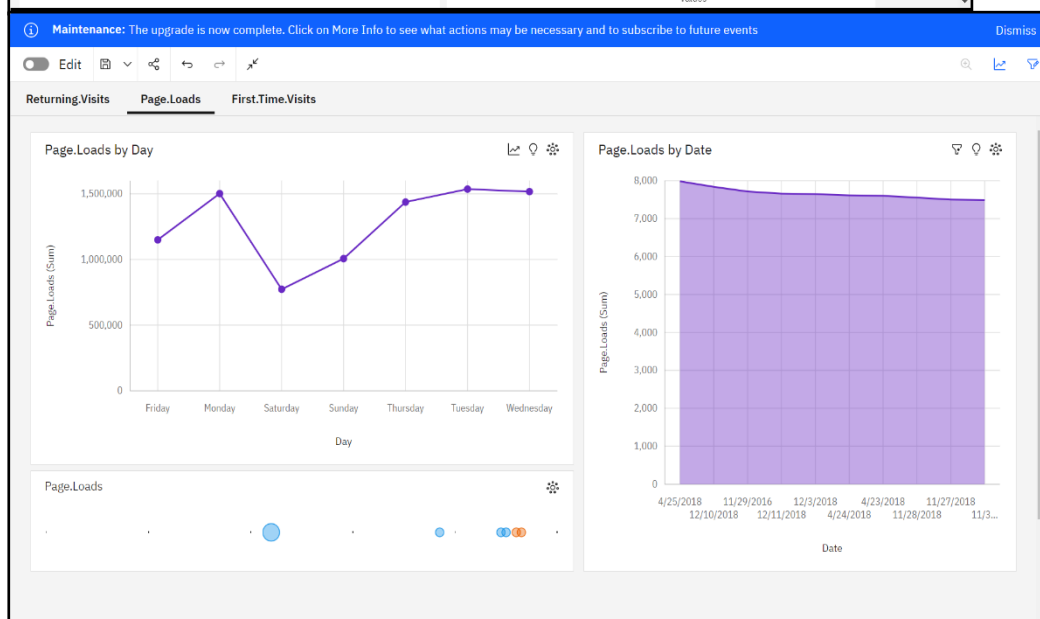 values
Maintenance: The upgrade is now complete. Click on More Info to see what actions may be necessary and to subscribe to future events
Dismiss
Edit
Returning.Visits Page.Loads First.Time.Visits
Page.Loads by Day
1,500,000
1,000,000
500,000
0
Page.Loads (Sum)
Friday Monday Saturday Sunday Thursday Tuesday Wednesday
Day
Page.Loads
Page.Loads by Date
8,000
7,000
6,000
5,000
4,000
3,000
2,000
1,000
0
Page.Loads (Sum)
4/25/2018 11/29/2016 12/3/2018 4/23/2018 11/27/2018
12/10/2018 12/11/2018 4/24/2018 11/28/2018 11/3...
Date